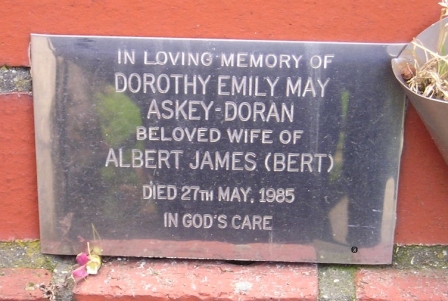 IN LOVING MEMORY OF
DOROTHY EMILY MAY
ASKEY-DORAN
BELOVED WIFE OF
ALBERT JAMES (BERT)
DIED 27TH MAY, 1985
IN GOD'S CARE